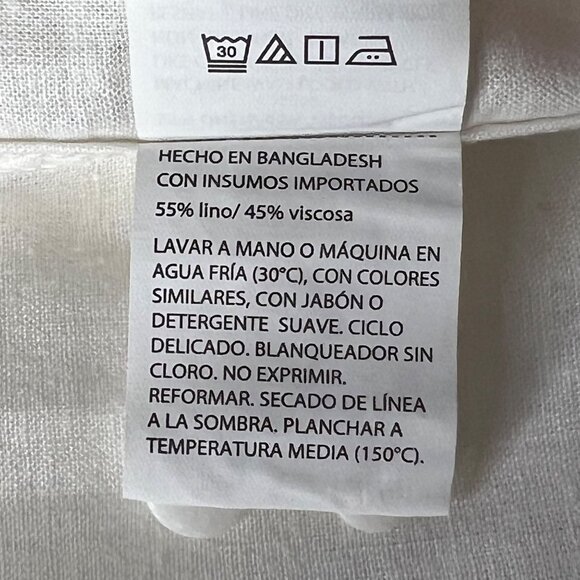 30
HECHO EN BANGLADESH
CON INSUMOS IMPORTADOS
55% lino/ 45% viscosa
LAVAR A MANO O MÁQUINA EN
AGUA FRÍA (30°C), CON COLORES
SIMILARES, CON JABÓN O
DETERGENTE SUAVE. CICLO
DELICADO. BLANQUEADOR SIN
CLORO. NO EXPRIMIR.
REFORMAR. SECADO DE LÍNEA
A LA SOMBRA. PLANCHAR A
TEMPERATURA MEDIA (150°C).